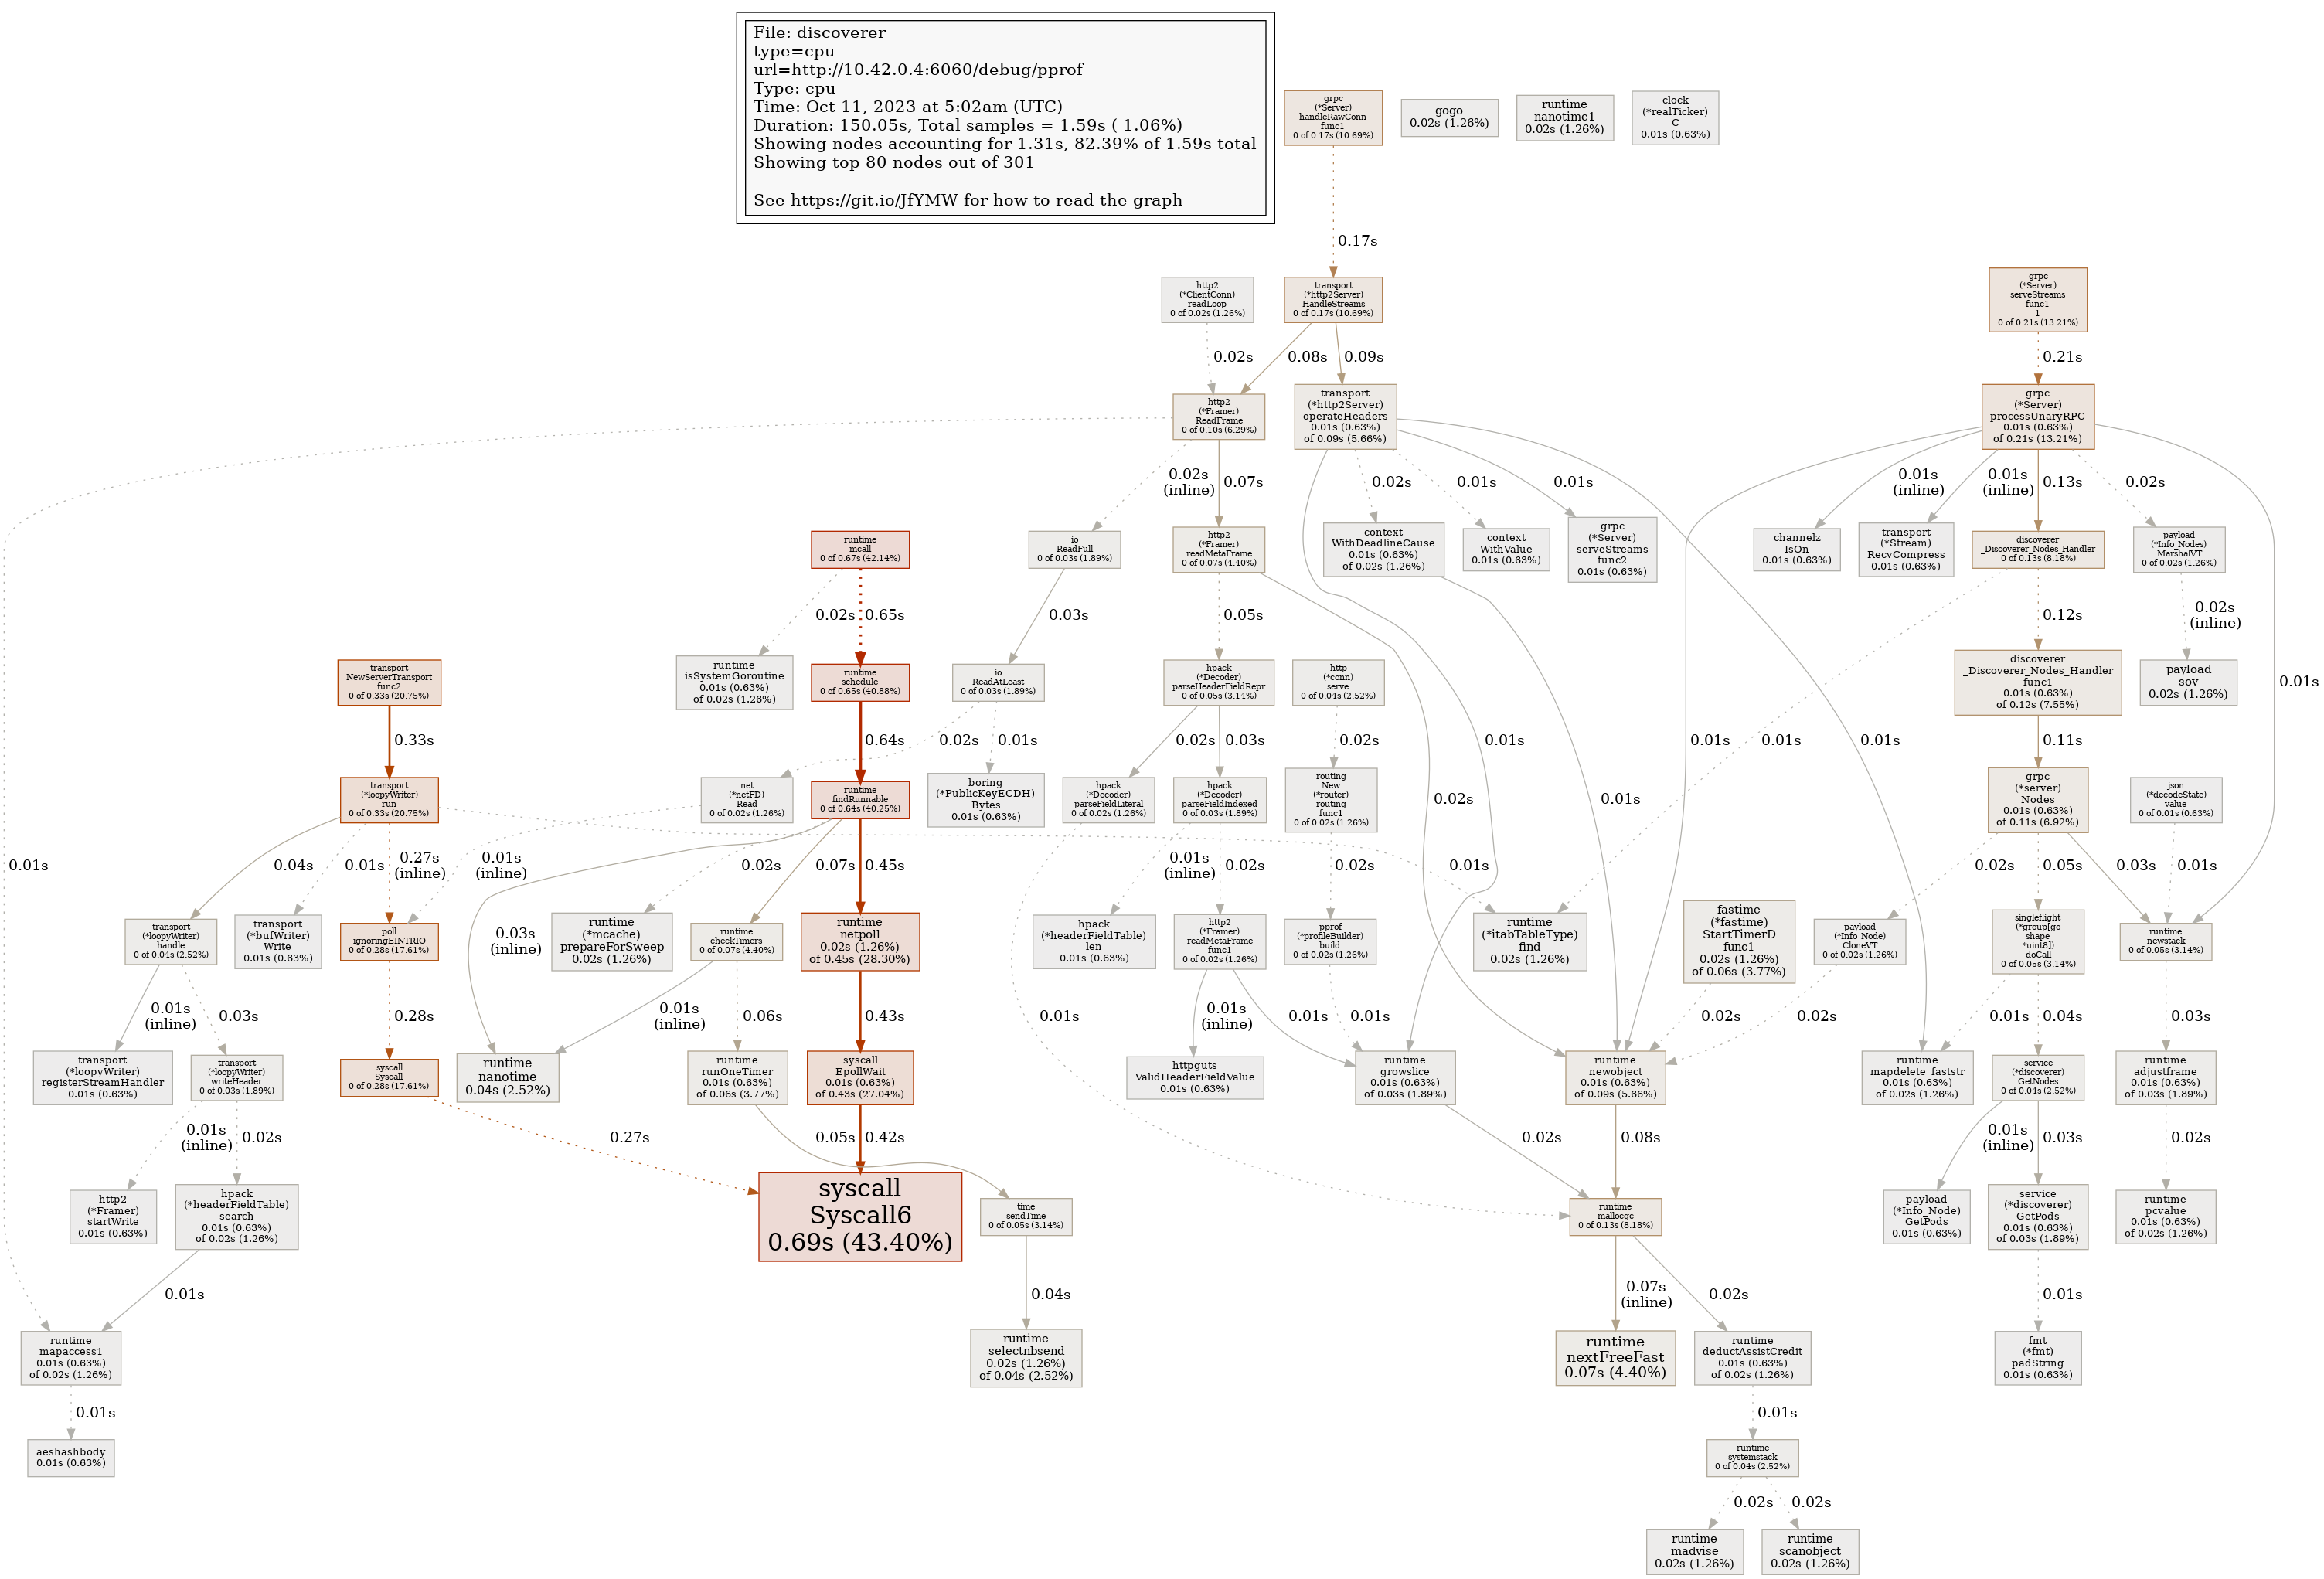 File: discoverer
type=cpu
url=http://10.42.0.4:6060/debug/pprof
Type: cpu
Time: Oct 11, 2023 at 5:02am (UTC)
Duration: 150.05s, Total samples = 1.59s ( 1.06%)
Showing nodes accounting for 1.31s, 82.39% of 1.59s total
Showing top 80 nodes out of 301
See https://git.io/JfYMW for how to read the graph
grpc
(*Server)
handleRawConn
func1
0 of 0.17s (10.69%)
gogo
0.02s (1.26%)
runtime
nanotime1
0.02s (1.26%)
clock
(*realTicker)
C
0.01s (0.63%)
0.17s
http2
(*ClientConn)
readLoop
0 of 0.02s (1.26%)
transport
(*http2Server)
HandleStreams
0 of 0.17s (10.69%)
grpc
(*Server)
serveStreams
func1
1
0 of 0.21s (13.21%)
0.02s
0.08s
0.09s
0.21s
http2
(*Framer)
ReadFrame
0 of 0.10s (6.29%)
transport
(*http2Server)
operateHeaders
0.01s (0.63%)
of 0.09s (5.66%)
grpc
(*Server)
processUnaryRPC
0.01s (0.63%)
of 0.21s (13.21%)
0.02s
(inline)
0.07s
0.02s
0.01s
0.01s
0.01s
(inline)
0.01s
(inline)
0.13s
0.02s
runtime
mcall
0 of 0.67s (42.14%)
io
ReadFull
0 of 0.03s (1.89%)
http2
(*Framer)
readMetaFrame
0 of 0.07s (4.40%)
context
WithDeadlineCause
0.01s (0.63%)
of 0.02s (1.26%)
context
WithValue
0.01s (0.63%)
grpc
(*Server)
serveStreams
func2
0.01s (0.63%)
channelz
IsOn
0.01s (0.63%)
transport
(*Stream)
RecvCompress
0.01s (0.63%)
discoverer
_Discoverer_Nodes_Handler
0 of 0.13s (8.18%)
payload
(*Info_Nodes)
MarshalVT
0 of 0.02s (1.26%)
0.02s
0.65s
0.03s
0.05s
0.12s
0.02s
(inline)
transport
NewServerTransport
func2
0 of 0.33s (20.75%)
runtime
isSystemGoroutine
0.01s (0.63%)
of 0.02s (1.26%)
runtime
schedule
0 of 0.65s (40.88%)
io
ReadAtLeast
0 of 0.03s (1.89%)
hpack
(*Decoder)
parseHeaderFieldRepr
0 of 0.05s (3.14%)
http
(*conn)
serve
0 of 0.04s (2.52%)
discoverer
_Discoverer_Nodes_Handler
func1
0.01s (0.63%)
of 0.12s (7.55%)
payload
sov
0.02s (1.26%)
0.01s
0.33s
0.64s
0.02s
0.01s
0.02s
0.03s
0.02s
0.01s
0.01s
0.01s
0.01s
0.11s
transport
(*loopyWriter)
run
0 of 0.33s (20.75%)
net
(*netFD)
Read
0 of 0.02s (1.26%)
runtime
findRunnable
0 of 0.64s (40.25%)
boring
(*PublicKeyECDH)
Bytes
0.01s (0.63%)
hpack
(*Decoder)
parseFieldLiteral
0 of 0.02s (1.26%)
hpack
(*Decoder)
parseFieldIndexed
0 of 0.03s (1.89%)
routing
New
(*router)
routing
func1
0 of 0.02s (1.26%)
0.02s
0.01s
grpc
(*server)
Nodes
0.01s (0.63%)
of 0.11s (6.92%)
json
(*decodeState)
value
0 of 0.01s (0.63%)
0.01s
0.04s
0.01s
0.27s
(inline)
0.01s
(inline)
0.02s
0.07s
0.45s
0.01s
(inline)
0.02s
0.02s
0.01s
0.02s
0.05s
0.03s
0.01s
transport
(*loopyWriter)
handle
0 of 0.04s (2.52%)
transport
(*bufWriter)
Write
0.01s (0.63%)
poll
ignoringEINTRIO
0 of 0.28s (17.61%)
0.03s
(inline)
runtime
(*mcache)
prepareForSweep
0.02s (1.26%)
runtime
checkTimers
0 of 0.07s (4.40%)
runtime
netpoll
0.02s (1.26%)
of 0.45s (28.30%)
hpack
(*headerFieldTable)
len
0.01s (0.63%)
http2
(*Framer)
readMetaFrame
func1
0 of 0.02s (1.26%)
pprof
(*profileBuilder)
build
0 of 0.02s (1.26%)
runtime
(*itabTableType)
find
0.02s (1.26%)
fastime
(*fastime)
StartTimerD
func1
0.02s (1.26%)
of 0.06s (3.77%)
payload
(*Info_Node)
CloneVT
0 of 0.02s (1.26%)
singleflight
(*group[go
shape
*uint8])
doCall
0 of 0.05s (3.14%)
runtime
newstack
0 of 0.05s (3.14%)
0.01s
(inline)
0.03s
0.28s
0.01s
(inline)
0.06s
0.43s
0.01s
0.01s
(inline)
0.01s
0.01s
0.02s
0.02s
0.01s
0.04s
0.03s
transport
(*loopyWriter)
registerStreamHandler
0.01s (0.63%)
transport
(*loopyWriter)
writeHeader
0 of 0.03s (1.89%)
syscall
Syscall
0 of 0.28s (17.61%)
runtime
nanotime
0.04s (2.52%)
runtime
runOneTimer
0.01s (0.63%)
of 0.06s (3.77%)
syscall
EpollWait
0.01s (0.63%)
of 0.43s (27.04%)
httpguts
ValidHeaderFieldValue
0.01s (0.63%)
runtime
growslice
0.01s (0.63%)
of 0.03s (1.89%)
runtime
newobject
0.01s (0.63%)
of 0.09s (5.66%)
runtime
mapdelete_faststr
0.01s (0.63%)
of 0.02s (1.26%)
service
(*discoverer)
GetNodes
0 of 0.04s (2.52%)
runtime
adjustframe
0.01s (0.63%)
of 0.03s (1.89%)
0.01s
(inline)
0.02s
0.27s
0.05s
0.42s
0.02s
0.08s
0.01s
(inline)
0.03s
0.02s
http2
(*Framer)
startWrite
0.01s (0.63%)
hpack
(*headerFieldTable)
search
0.01s (0.63%)
of 0.02s (1.26%)
syscall
Syscall6
0.69s (43.40%)
time
sendTime
0 of 0.05s (3.14%)
runtime
mallocgc
0 of 0.13s (8.18%)
payload
(*Info_Node)
GetPods
0.01s (0.63%)
service
(*discoverer)
GetPods
0.01s (0.63%)
of 0.03s (1.89%)
runtime
pcvalue
0.01s (0.63%)
of 0.02s (1.26%)
0.01s
0.04s
0.07s
(inline)
0.02s
0.01s
runtime
mapaccess1
0.01s (0.63%)
of 0.02s (1.26%)
runtime
selectnbsend
0.02s (1.26%)
of 0.04s (2.52%)
runtime
nextFreeFast
0.07s (4.40%)
runtime
deductAssistCredit
0.01s (0.63%)
of 0.02s (1.26%)
fmt
(*fmt)
padString
0.01s (0.63%)
0.01s
0.01s
aeshashbody
0.01s (0.63%)
runtime
systemstack
0 of 0.04s (2.52%)
0.02s
0.02s
runtime
madvise
0.02s (1.26%)
runtime
scanobject
0.02s (1.26%)